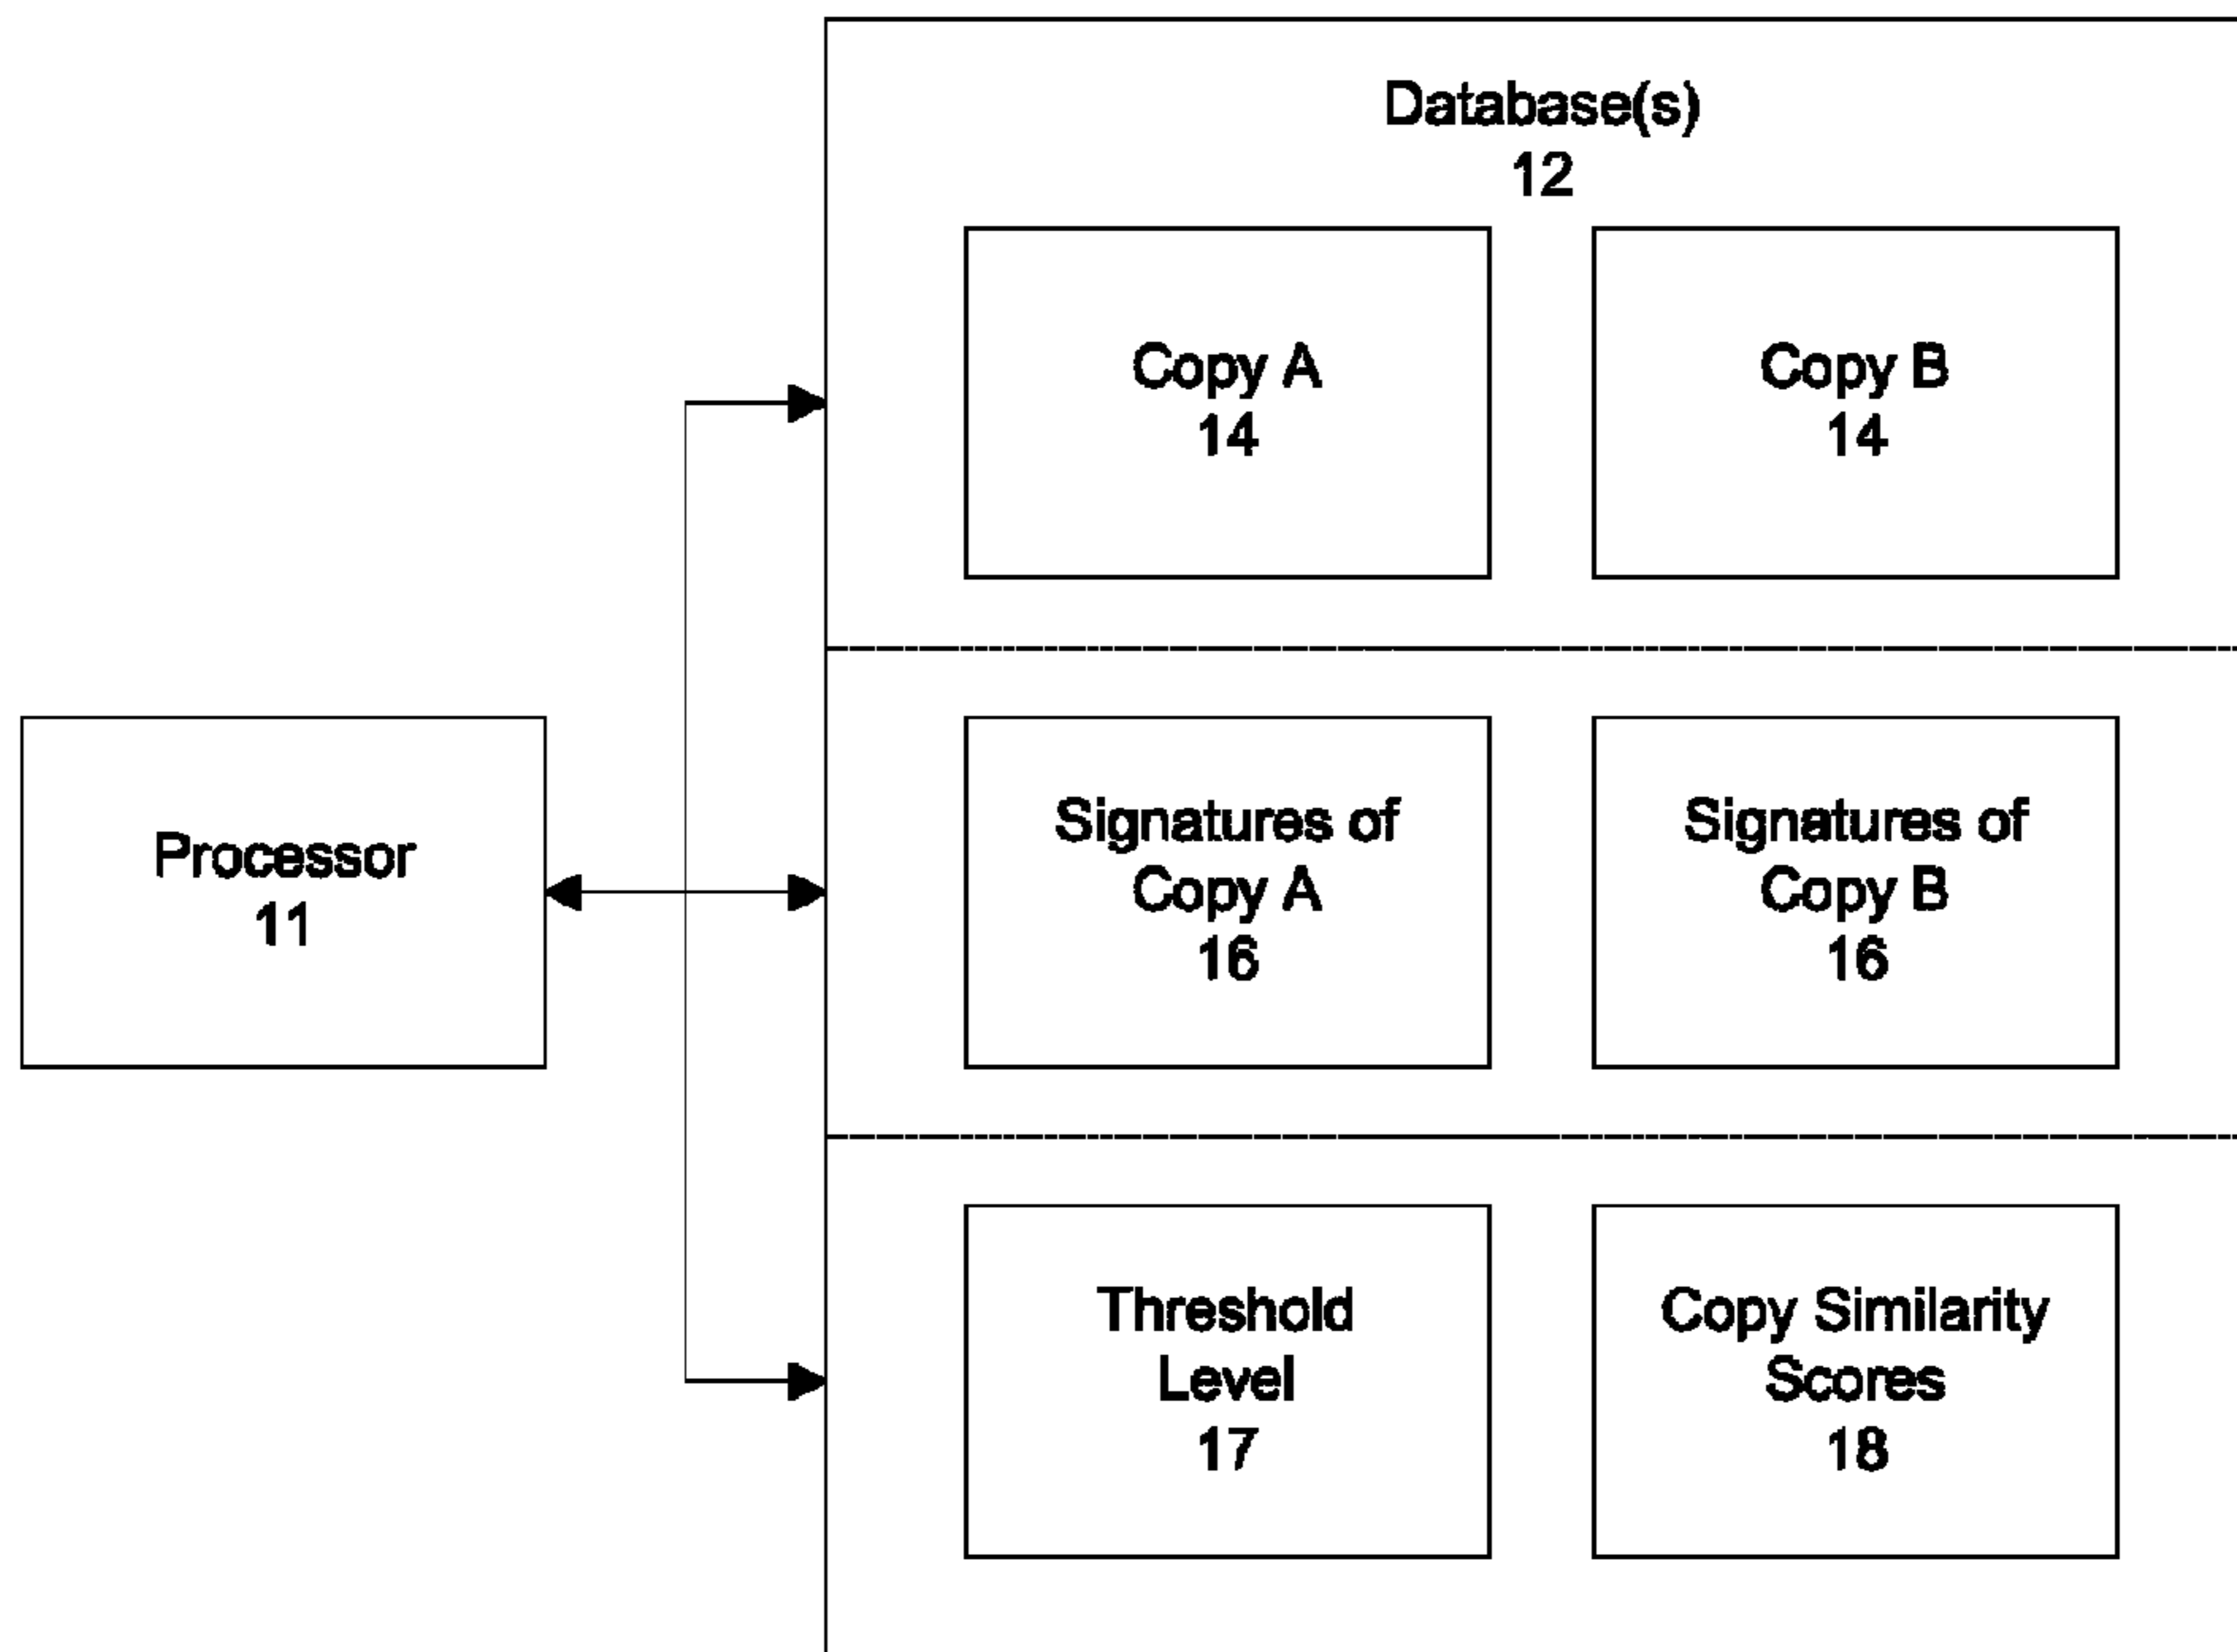 Database(s)
12
Copy A
14
Copy B
14
Processor
11
Signatures of
Copy A
16
Signatures of
Copy B
16
Threshold
Level
17
Copy Similarity
Scores
18